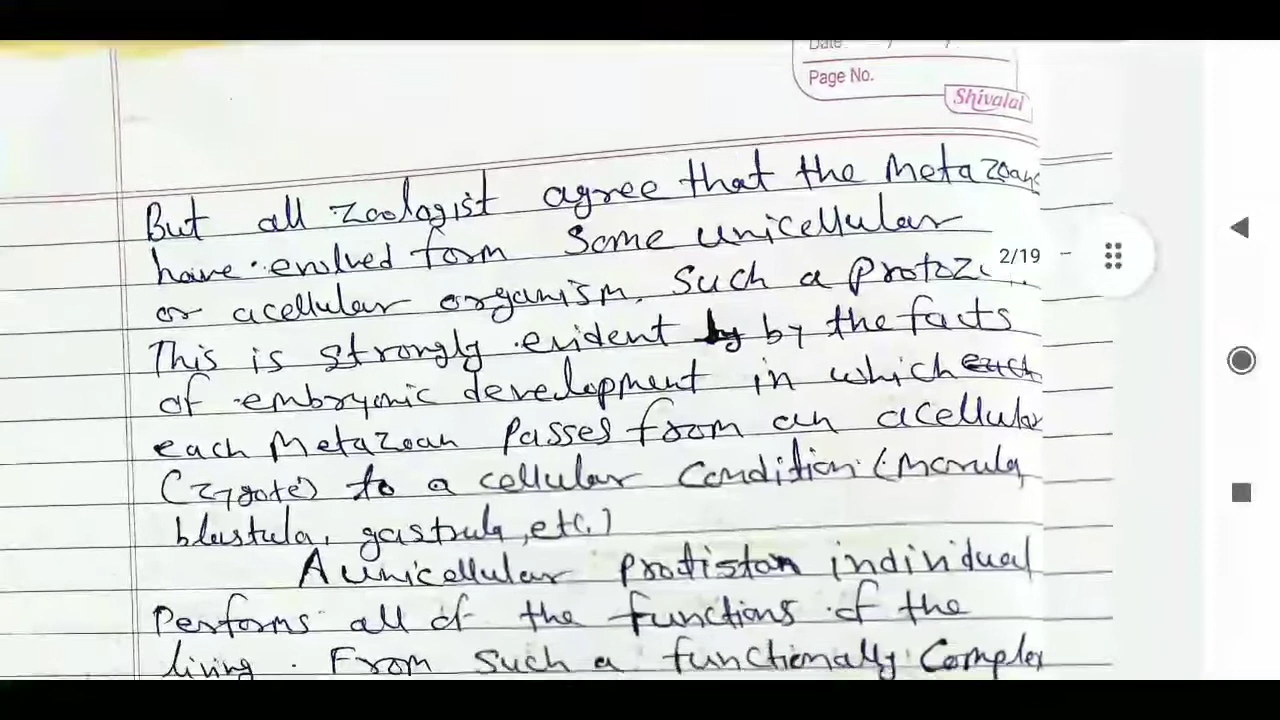 Date / /
Page No.
Shivalal
But all zoologist agree that the Metazoans
have evolved form some unicellular
2/19
or acellular organism, such a protoz
This is strongly evident by by the facts
of embryonic development in which each
each Metazoan passes from an acellular
(zygote) to a cellular condition (Morula,
blastula, gastrula, etc.)
A unicellular protistan individual
performs all of the functions of the
living. From such a functionally complex